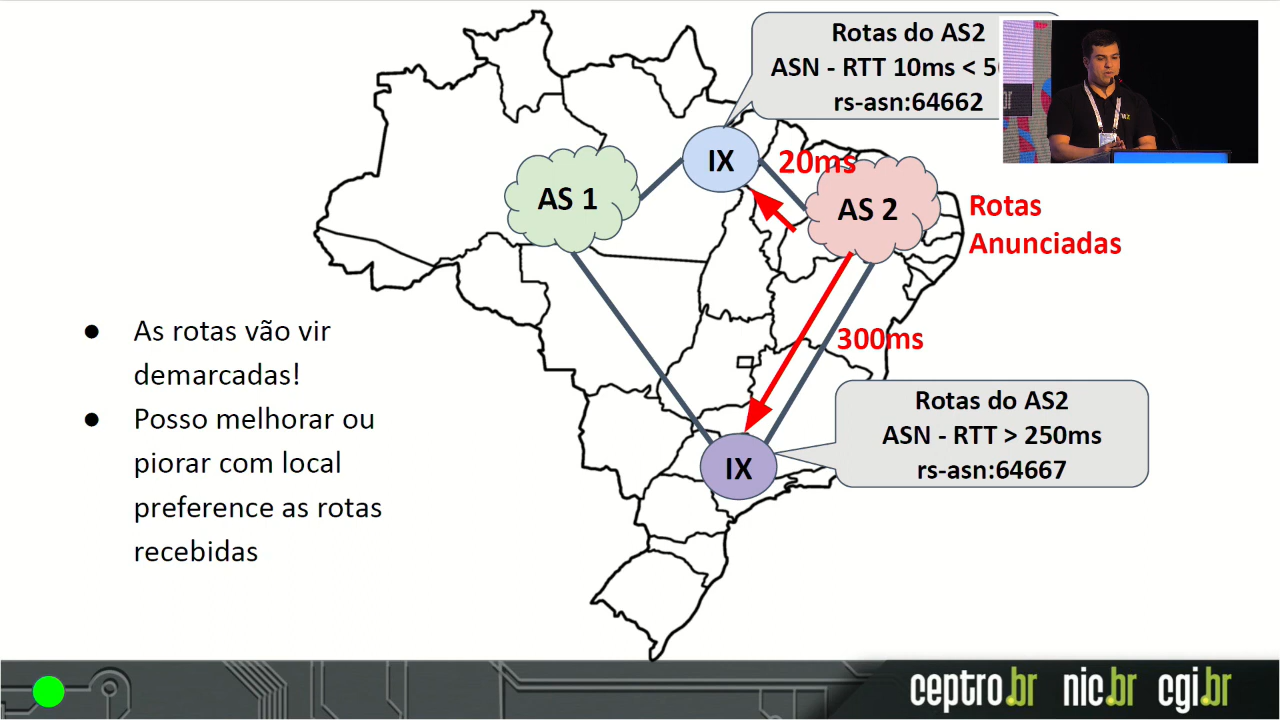 Rotas do AS2
ASN - RTT 10ms < 5
rs-asn:64662
IX
20ms
AS 1
AS 2
Rotas
Anunciadas
● As rotas vão vir
demarcadas!
● Posso melhorar ou
piorar com local
preference as rotas
recebidas
300ms
Rotas do AS2
ASN - RTT > 250ms
rs-asn:64667
IX
ceptro.br nic.br cgi.br